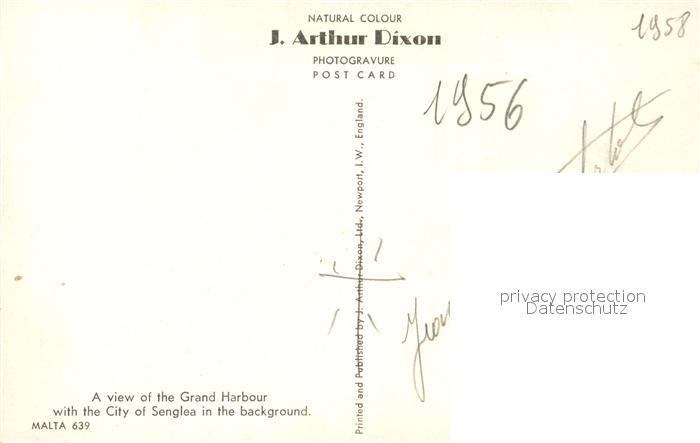 NATURAL COLOUR
J. Arthur Dixon
PHOTOGRAVURE
POST CARD
1958
1956
Printed and Published by J. Arthur Dixon, Ltd., Newport, I.W., England.
privacy protection
Datenschutz
A view of the Grand Harbour
with the City of Senglea in the background.
MALTA 639